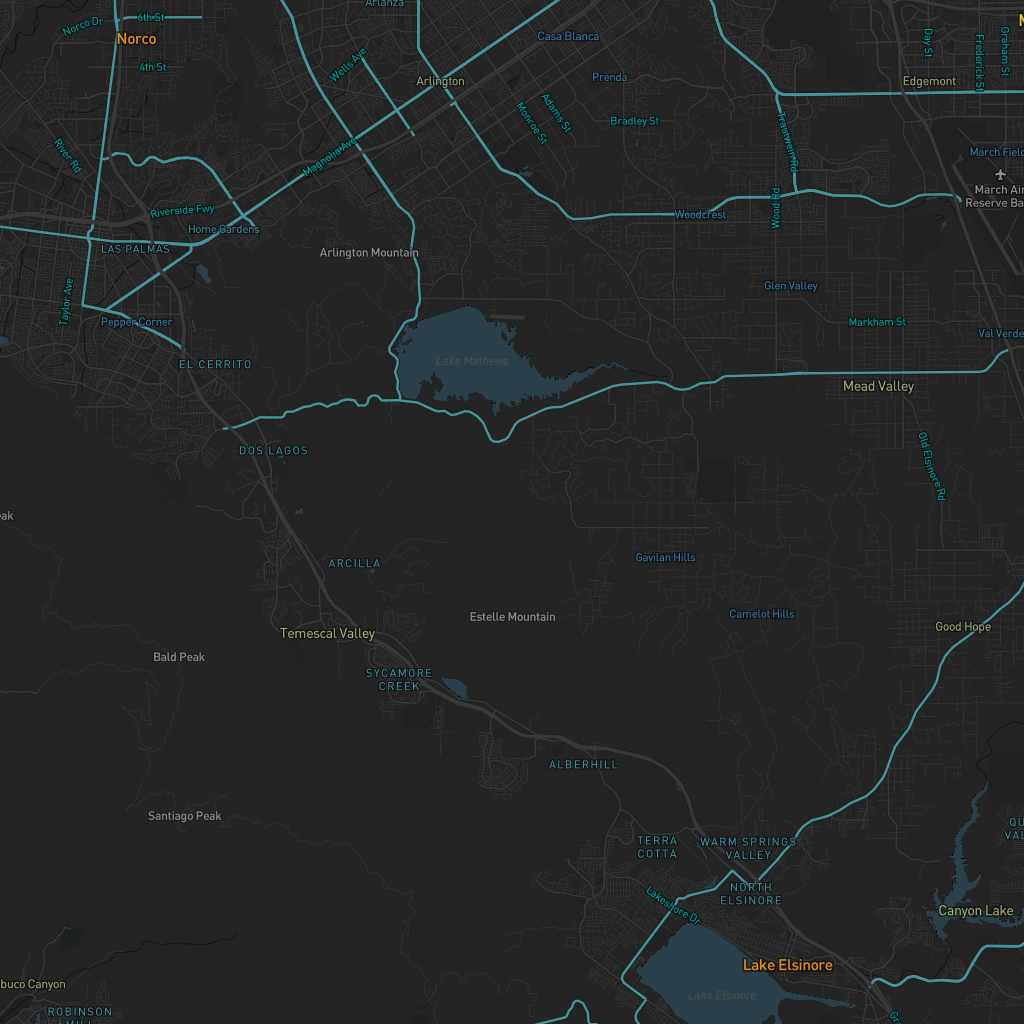 Arlanza
6th St
Norco Dr
Norco
4th St
Casa Blanca
Day St
Frederick St
Graham St
Wells Ave
Arlington
Prenda
Edgemont
Monroe St
Adams St
Bradley St
Trautwein Rd
River Rd
Magnolia Ave
March Field
March Air
Reserve Ba
Riverside Fwy
Home Gardens
Woodcrest
Wood Rd
LAS PALMAS
Arlington Mountain
Taylor Ave
Glen Valley
Pepper Corner
Markham St
Val Verde
EL CERRITO
Lake Mathews
Mead Valley
DOS LAGOS
Old Elsinore Rd
eak
ARCILLA
Gavilan Hills
Estelle Mountain
Camelot Hills
Temescal Valley
Good Hope
Bald Peak
SYCAMORE
CREEK
ALBERHILL
Santiago Peak
TERRA
COTTA
WARM SPRINGS
VALLEY
QU
VAL
NORTH
ELSINORE
Lakeshore Dr
Canyon Lake
Lake Elsinore
buco Canyon
Lake Elsinore
ROBINSON
Gr